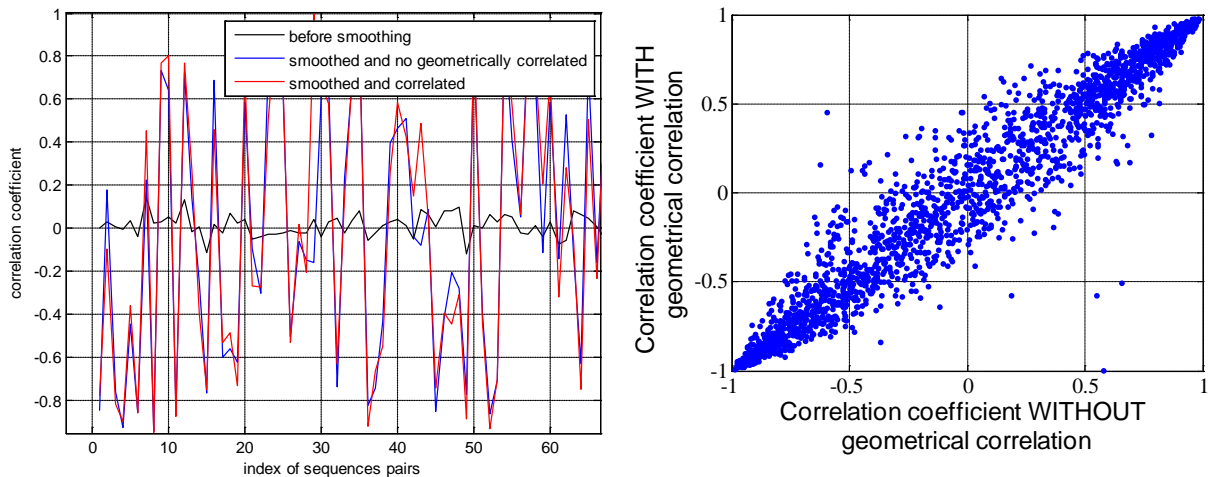 1
0.8
0.6
0.4
0.2
0
-0.2
-0.4
-0.6
-0.8
correlation coefficient
before smoothing
smoothed and no geometrically correlated
smoothed and correlated
0 10 20 30 40 50 60
index of sequences pairs
Correlation coefficient WITH
geometrical correlation
1
0.5
0
-0.5
-1
-1 -0.5 0 0.5 1
Correlation coefficient WITHOUT
geometrical correlation